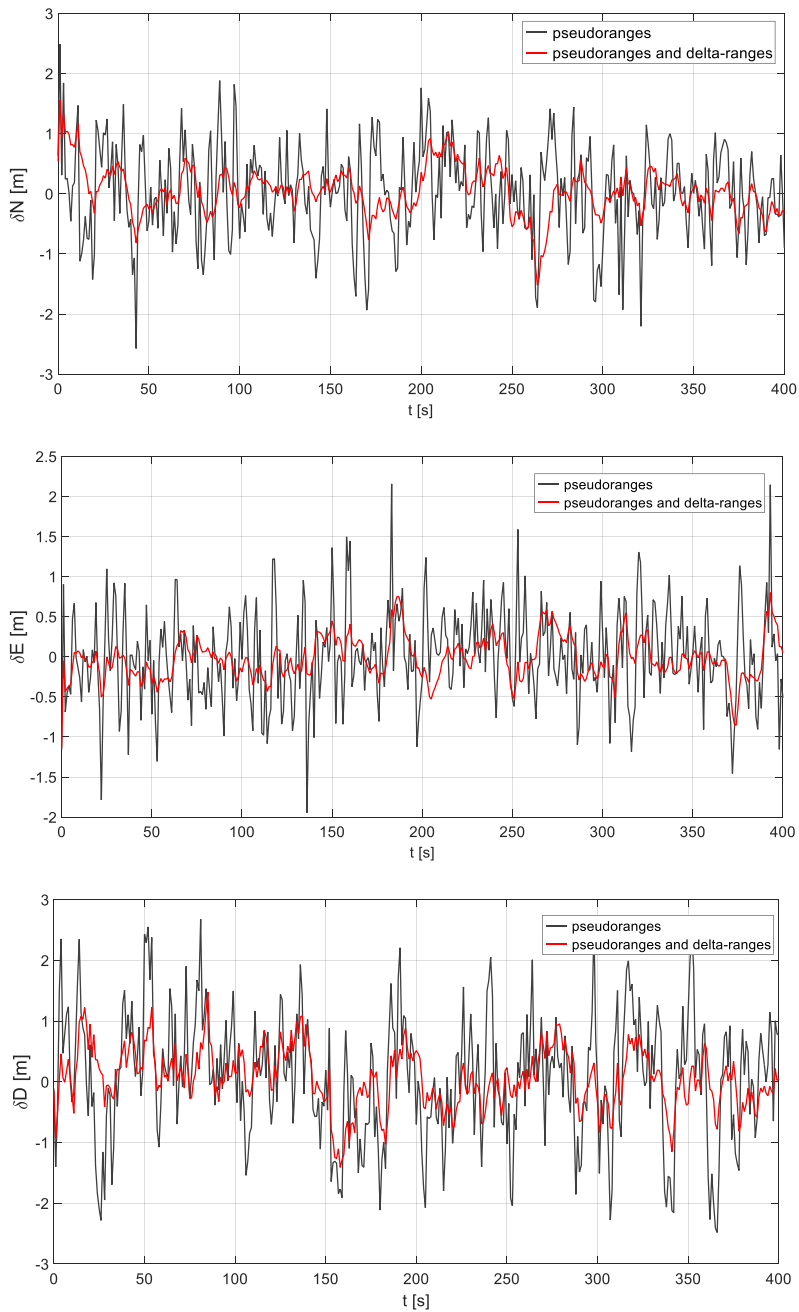 3
pseudoranges
pseudoranges and delta-ranges
2
1
0
-1
-2
-3
δN [m]
0 50 100 150 200 250 300 350 400
t [s]
2.5
pseudoranges
pseudoranges and delta-ranges
2
1.5
1
0.5
0
-0.5
-1
-1.5
-2
δE [m]
0 50 100 150 200 250 300 350 400
t [s]
3
pseudoranges
pseudoranges and delta-ranges
2
1
0
-1
-2
-3
δD [m]
0 50 100 150 200 250 300 350 400
t [s]